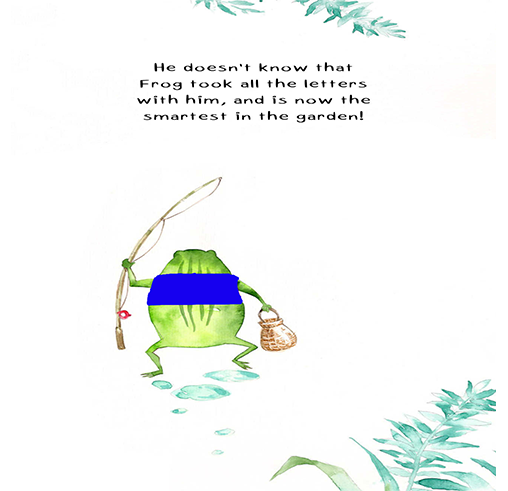 He doesn't know that
Frog took all the letters
with him, and is now the
smartest in the garden!